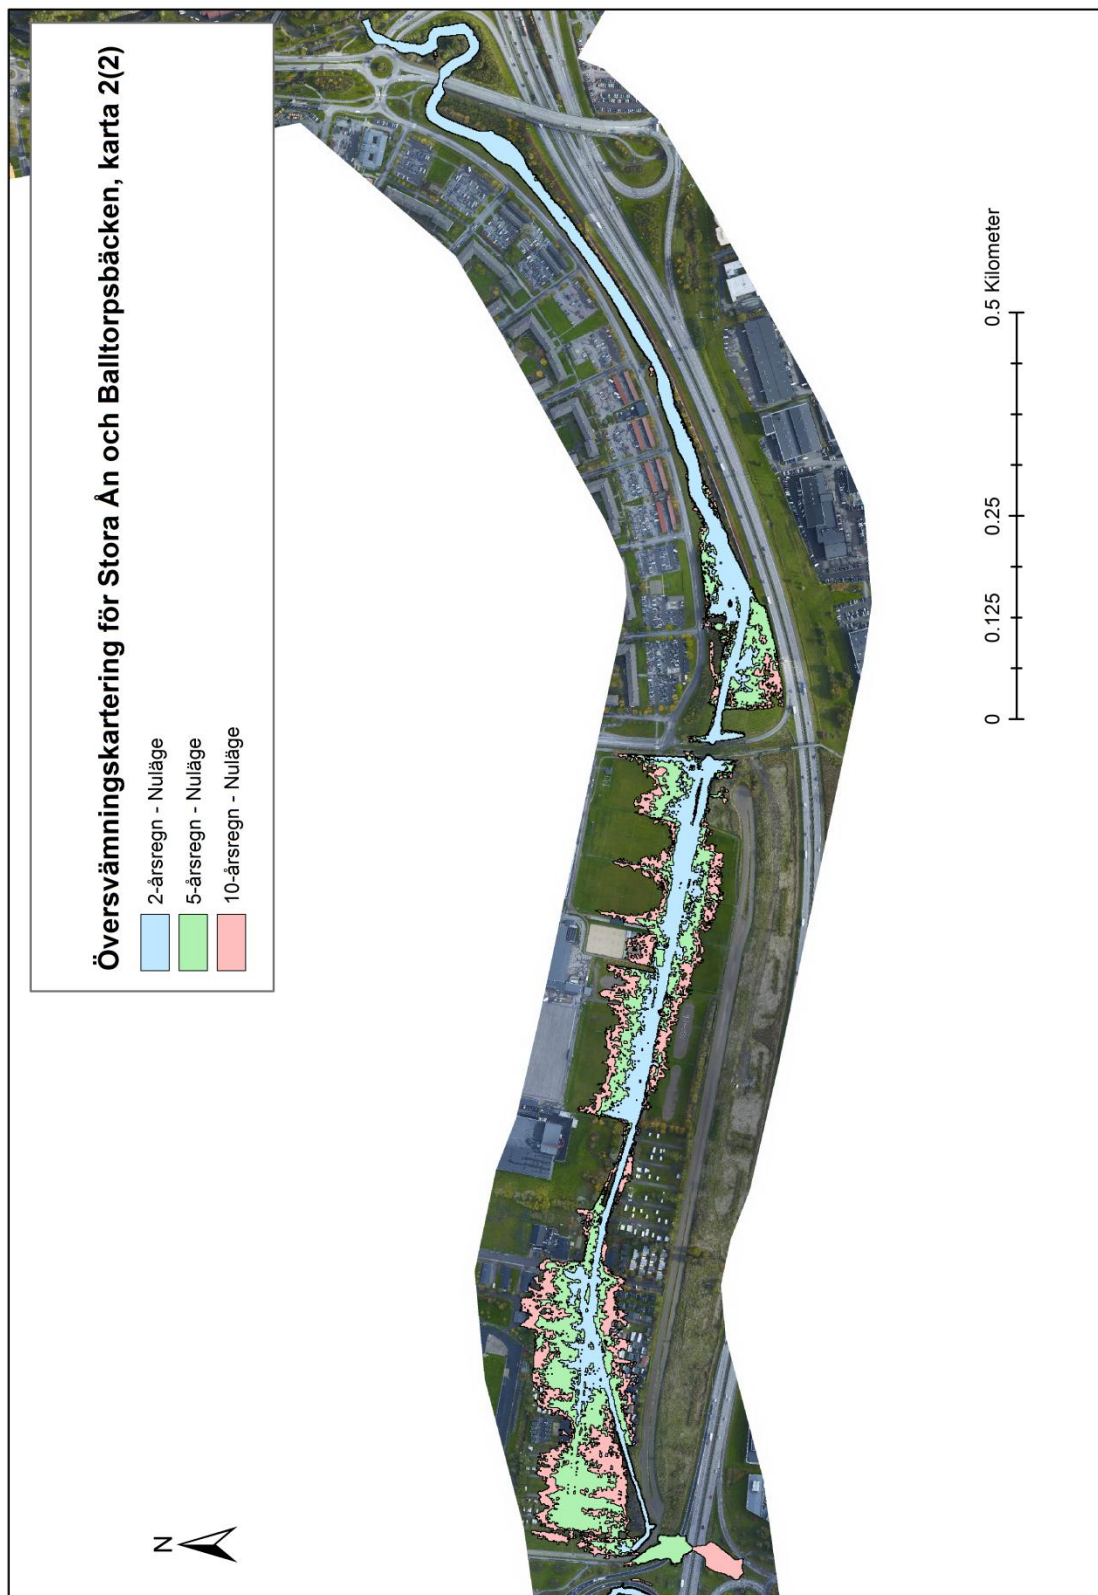 Översvämningskartering för Stora Ån och Balltorpsbäcken, karta 2(2)
2-årsregn - Nuläge
5-årsregn - Nuläge
10-årsregn - Nuläge
N
0 0.125 0.25 0.5 Kilometer